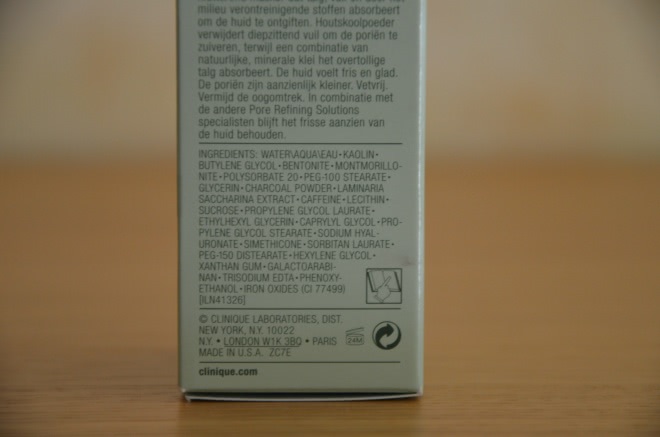 milieu verontreinigende stoffen absorbeert
om de huid te ontgiften. Houtskoolpoeder
verwijdert diepzittend vuil om de poriën te
zuiveren, terwijl een combinatie van
natuurlijke, minerale klei het overtollige
talg absorbeert. De huid voelt fris en glad.
De poriën zijn aanzienlijk kleiner. Vetvrij.
Vermijd de oogomtrek. In combinatie met
de andere Pore Refining Solutions
specialisten blijft het frisse aanzien van
de huid behouden.
INGREDIENTS: WATER\AQUA\EAU•KAOLIN•
BUTYLENE GLYCOL•BENTONITE•MONTMORILLO-
NITE•POLYSORBATE 20•PEG-100 STEARATE•
GLYCERIN•CHARCOAL POWDER•LAMINARIA
SACCHARINA EXTRACT•CAFFEINE•LECITHIN•
SUCROSE•PROPYLENE GLYCOL LAURATE•
ETHYLHEXYL GLYCERIN•CAPRYLYL GLYCOL•PRO-
PYLENE GLYCOL STEARATE•SODIUM HYAL-
URONATE•SIMETHICONE•SORBITAN LAURATE•
PEG-150 DISTEARATE•HEXYLENE GLYCOL•
XANTHAN GUM•GALACTOARABI-
NAN•TRISODIUM EDTA•PHENOXY-
ETHANOL•IRON OXIDES (CI 77499)
[ILN41326]
© CLINIQUE LABORATORIES, DIST.
NEW YORK, N.Y. 10022
N.Y. • LONDON W1K 3BQ • PARIS 24M
MADE IN U.S.A. ZC7E
clinique.com